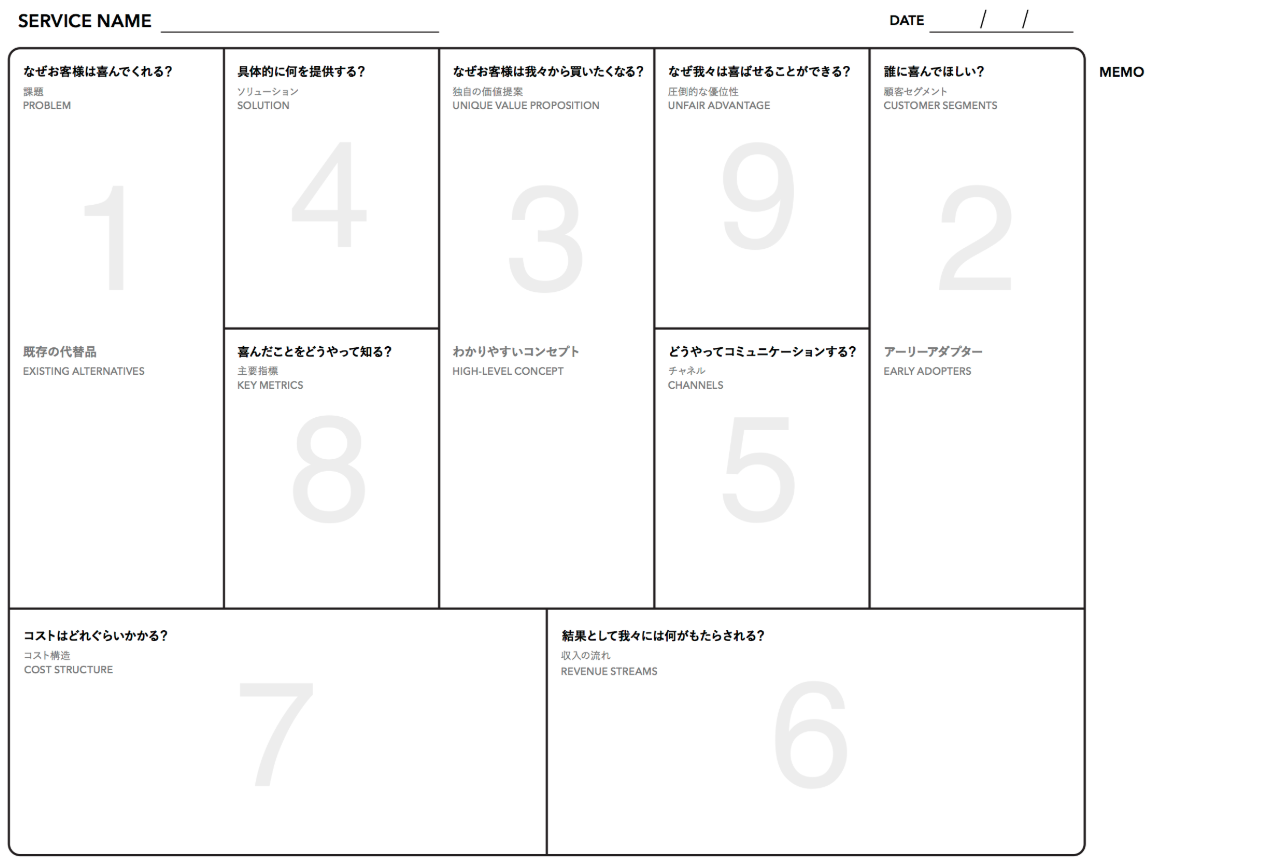 SERVICE NAME
DATE / /
MEMO
なぜお客様は喜んでくれる?
課題
PROBLEM
1
既存の代替品
EXISTING ALTERNATIVES
具体的に何を提供する?
ソリューション
SOLUTION
4
喜んだことをどうやって知る?
主要指標
KEY METRICS
8
なぜお客様は我々から買いたくなる?
独自の価値提案
UNIQUE VALUE PROPOSITION
3
わかりやすいコンセプト
HIGH-LEVEL CONCEPT
なぜ我々は喜ばせることができる?
圧倒的な優位性
UNFAIR ADVANTAGE
9
どうやってコミュニケーションする?
チャネル
CHANNELS
5
誰に喜んでほしい?
顧客セグメント
CUSTOMER SEGMENTS
2
アーリーアダプター
EARLY ADOPTERS
コストはどれぐらいかかる?
コスト構造
COST STRUCTURE
7
結果として我々には何がもたらされる?
収入の流れ
REVENUE STREAMS
6